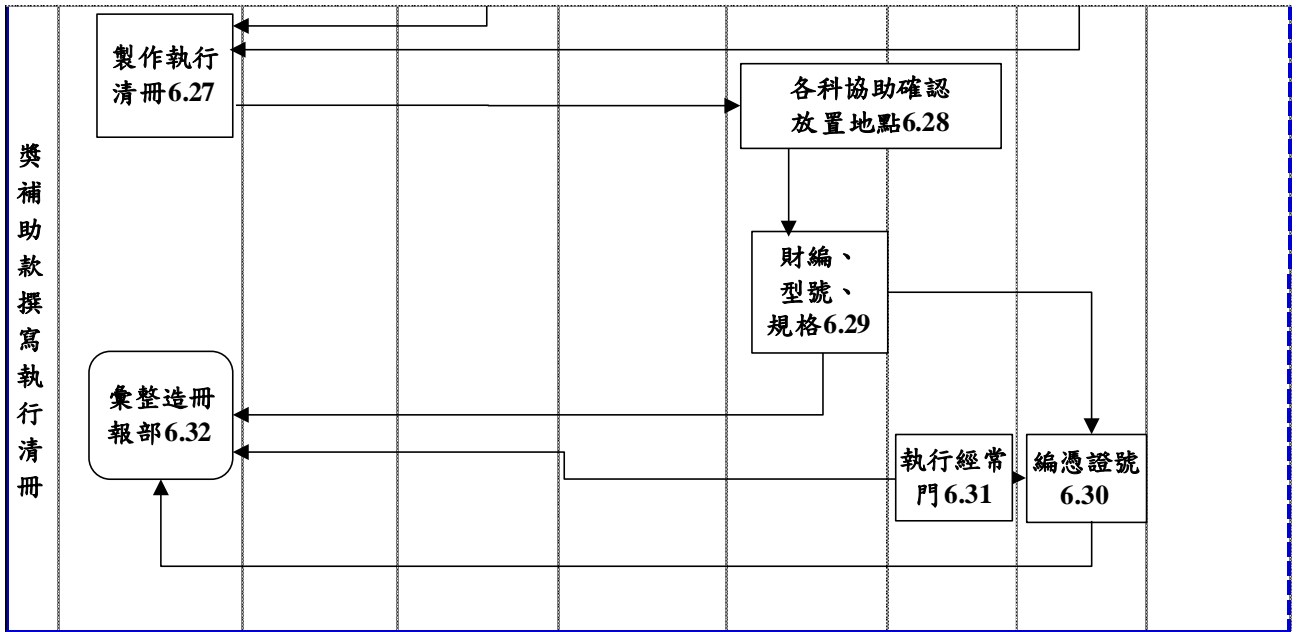 獎補助款撰寫執行清冊
製作執行
清冊6.27
各科協助確認
放置地點6.28
財編、
型號、
規格6.29
彙整造冊
報部6.32
執行經常
門6.31
編憑證號
6.30